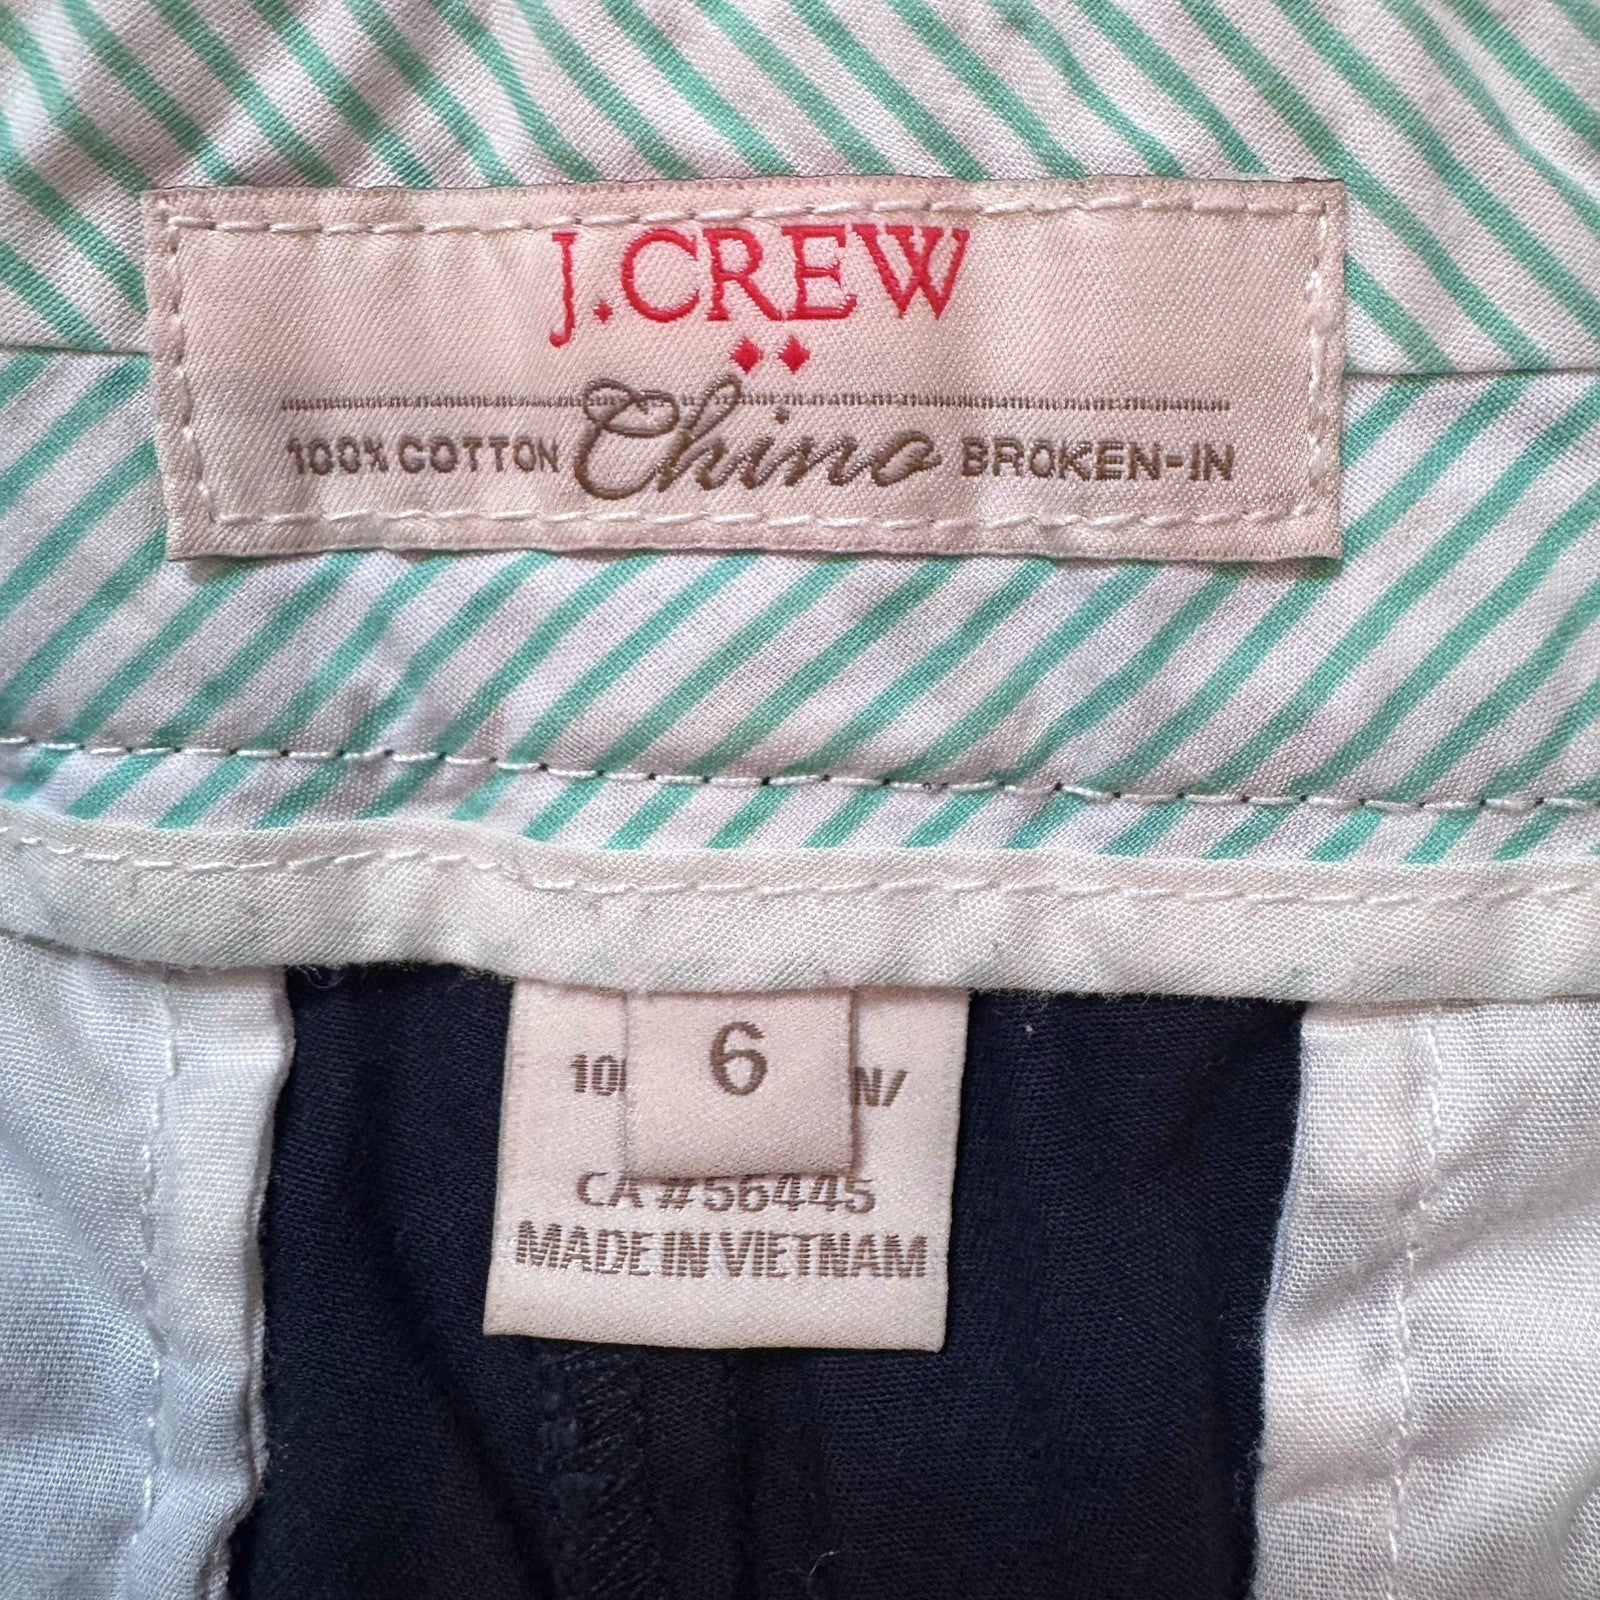 J.CREW
100% COTTON Chino BROKEN-IN
6
CA #56445
MADE IN VIETNAM